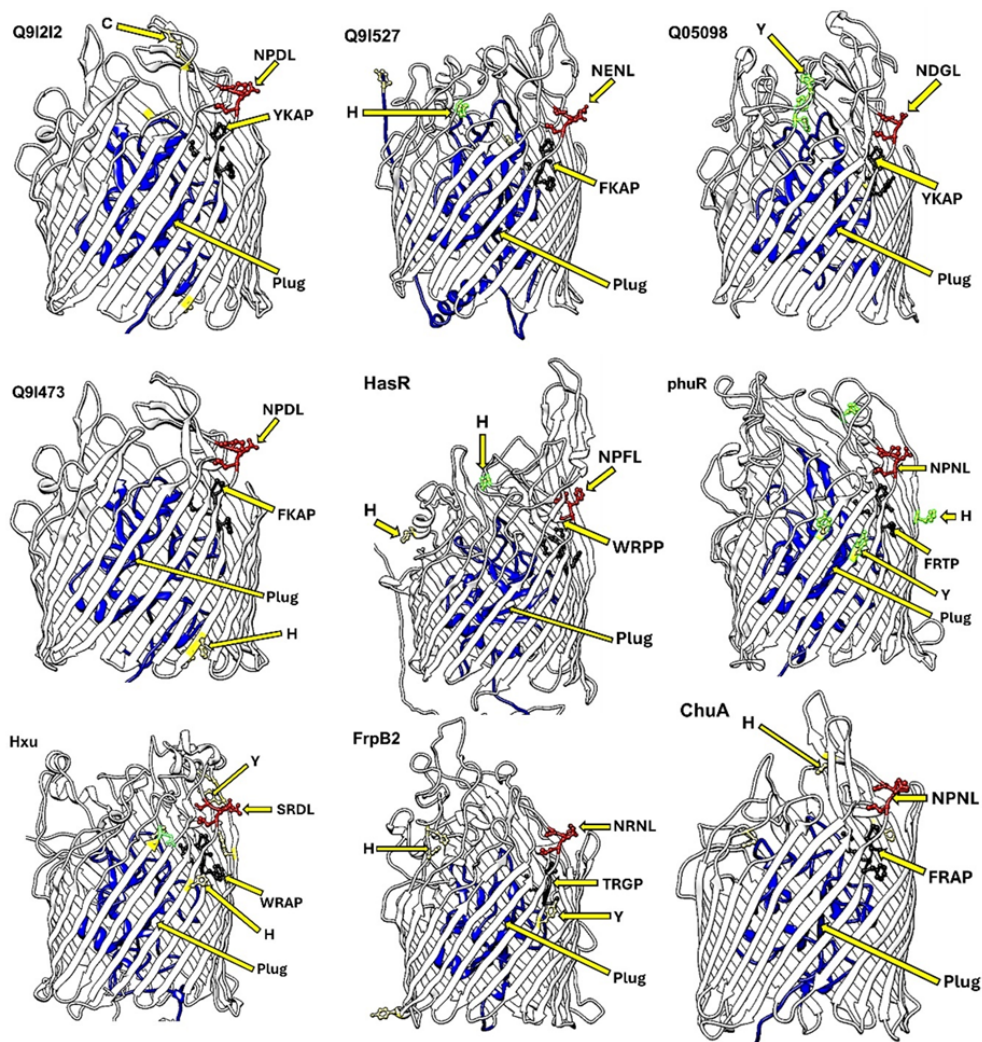 Q9I2I2
C
NPDL
YKAP
Plug
Q9I527
H
NENL
FKAP
Plug
Q05098
Y
NDGL
YKAP
Plug
Q9I473
NPDL
FKAP
Plug
H
HasR
H
H
NPFL
WRPP
Plug
phuR
NPNL
H
FRTP
Y
Plug
Hxu
Y
SRDL
WRAP
H
Plug
FrpB2
H
NRNL
TRGP
Y
Plug
ChuA
H
NPNL
FRAP
Plug